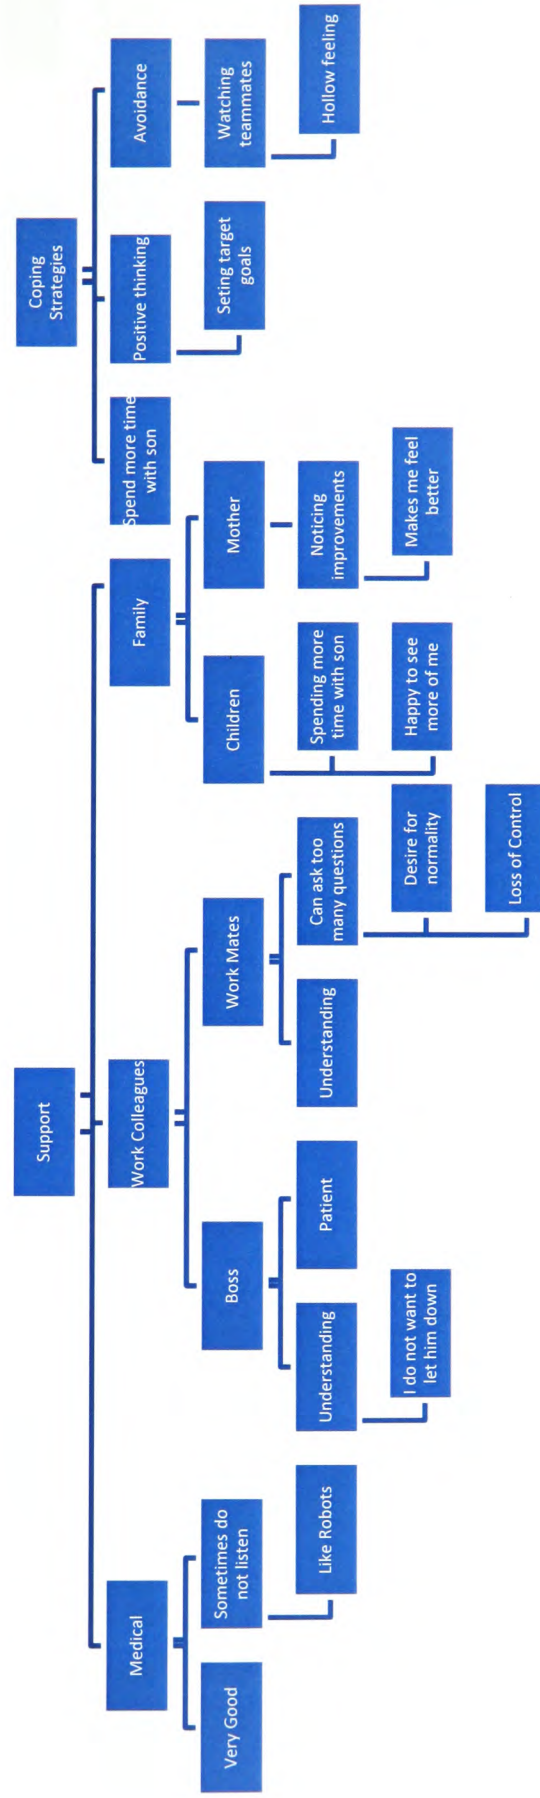 Support
Medical
Very Good
Sometimes do
not listen
Like Robots
Work Colleagues
Boss
Understanding
I do not want to
let him down
Patient
Work Mates
Understanding
Can ask too
many questions
Desire for
normality
Loss of Control
Family
Children
Spending more
time with son
Happy to see
more of me
Mother
Noticing
improvements
Makes me feel
better
Coping
Strategies
Spend more time
with son
Positive thinking
Seting target
goals
Avoidance
Watching
teammates
Hollow feeling